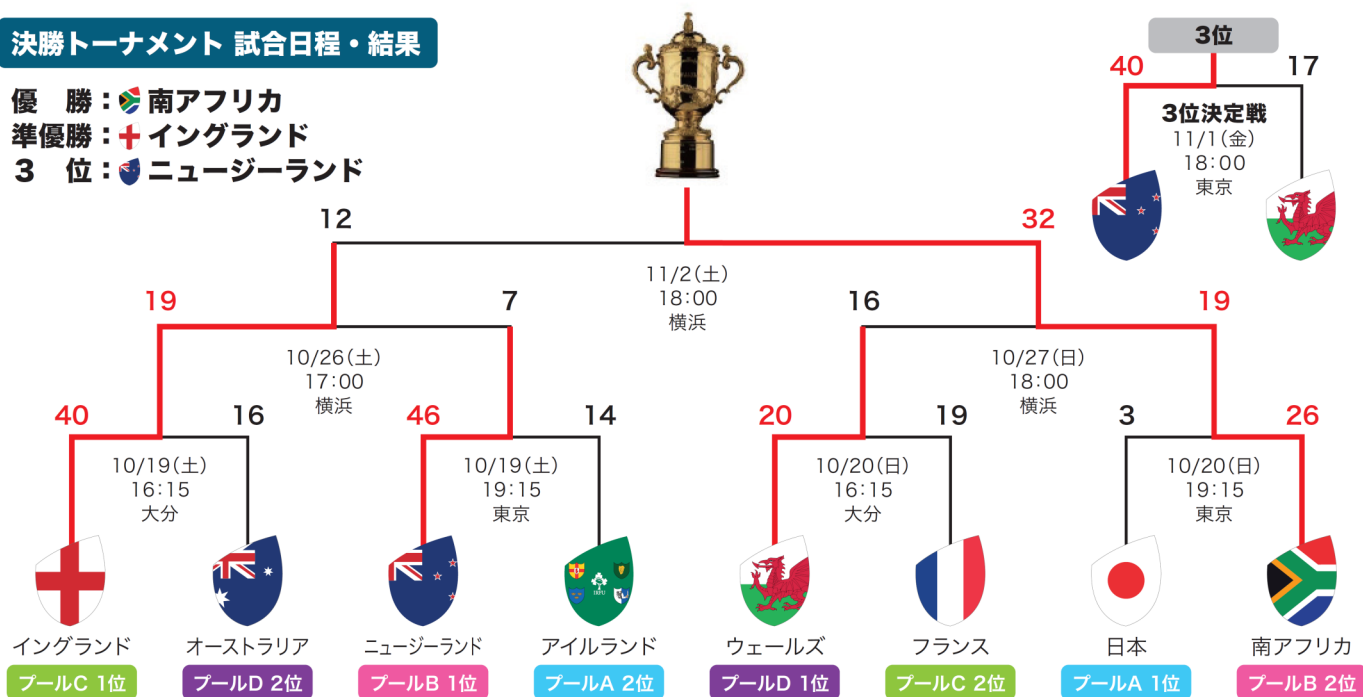 決勝トーナメント 試合日程・結果
優　勝：南アフリカ
準優勝：イングランド
3　位：ニュージーランド
3位
40
17
3位決定戦
11/1(金)
18:00
東京
12
32
11/2(土)
18:00
横浜
19
7
16
19
10/26(土)
17:00
横浜
10/27(日)
18:00
横浜
40
16
46
14
20
19
3
26
10/19(土)
16:15
大分
10/19(土)
19:15
東京
10/20(日)
16:15
大分
10/20(日)
19:15
東京
IRFU
イングランド
オーストラリア
ニュージーランド
アイルランド
ウェールズ
フランス
日本
南アフリカ
プールC 1位
プールD 2位
プールB 1位
プールA 2位
プールD 1位
プールC 2位
プールA 1位
プールB 2位